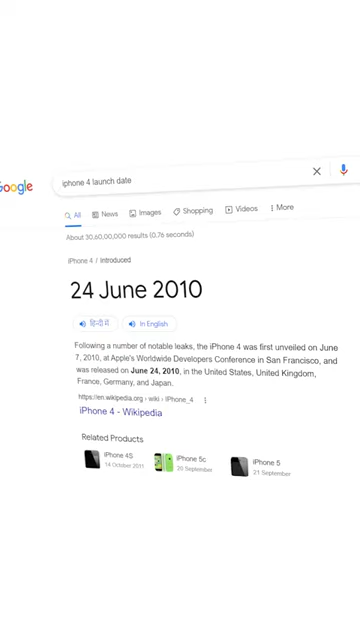 Google
iphone 4 launch date
All News Images Shopping Videos More
About 30,60,00,000 results (0.76 seconds)
iPhone 4 / Introduced
24 June 2010
हिन्दी में In English
Following a number of notable leaks, the iPhone 4 was first unveiled on June
7, 2010, at Apple's Worldwide Developers Conference in San Francisco, and
was released on June 24, 2010, in the United States, United Kingdom,
France, Germany, and Japan.
https://en.wikipedia.org › wiki › IPhone_4
iPhone 4 - Wikipedia
Related Products
iPhone 4S
14 October 2011
iPhone 5c
20 September
iPhone 5
21 September